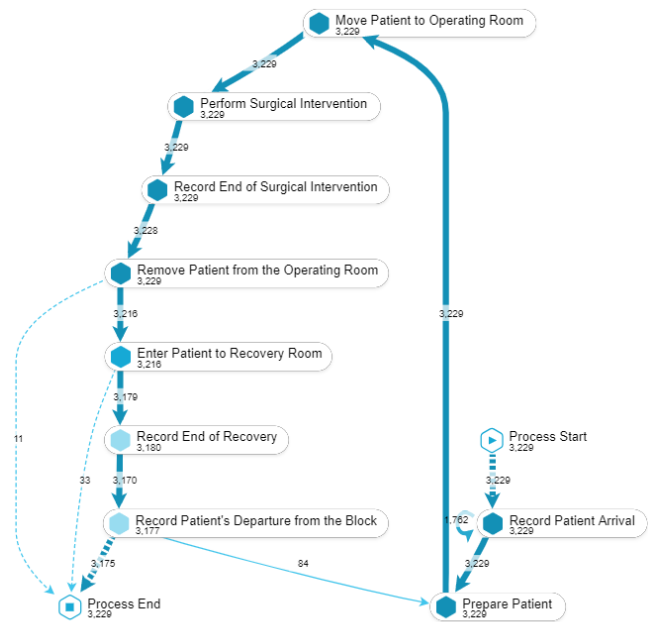 Move Patient to Operating Room
3,229
3,229
Perform Surgical Intervention
3,229
3,229
Record End of Surgical Intervention
3,229
3,228
Remove Patient from the Operating Room
3,229
3,216
3,229
Enter Patient to Recovery Room
3,216
3,179
11
Record End of Recovery
3,180
Process Start
3,229
33
3,170
3,229
Record Patient's Departure from the Block
3,177
1,762
Record Patient Arrival
3,229
3,175
84
3,229
Process End
3,229
Prepare Patient
3,229